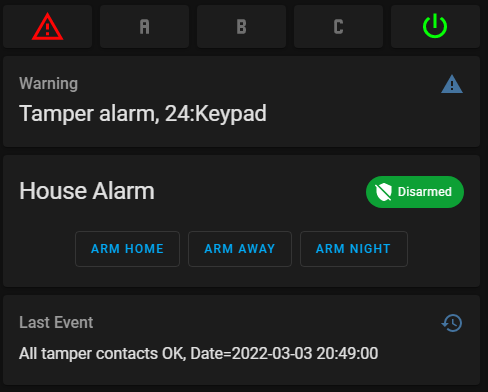 A B C
Warning
Tamper alarm, 24:Keypad
House Alarm
Disarmed
ARM HOME ARM AWAY ARM NIGHT
Last Event
All tamper contacts OK, Date=2022-03-03 20:49:00